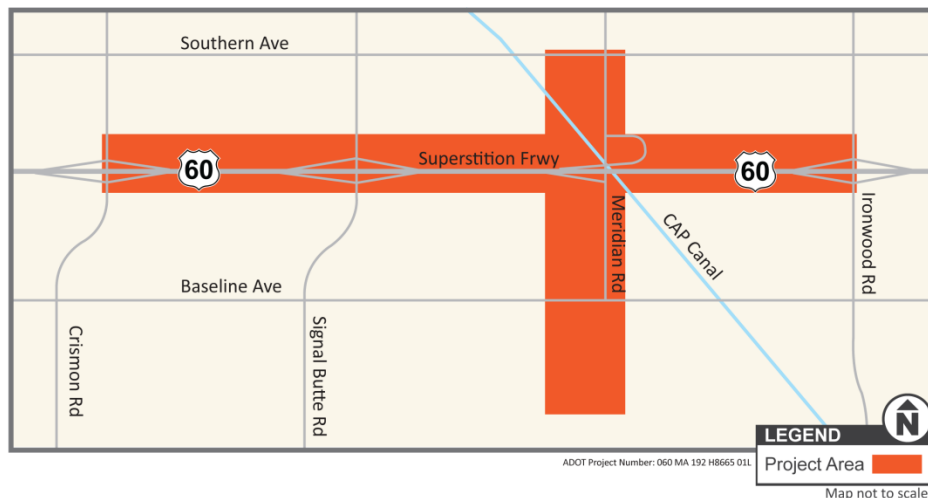 Southern Ave
60
Superstition Frwy
60
Meridian Rd
CAP Canal
Ironwood Rd
Baseline Ave
Crismon Rd
Signal Butte Rd
N
LEGEND
Project Area
ADOT Project Number: 060 MA 192 H8665 01L
Map not to scale